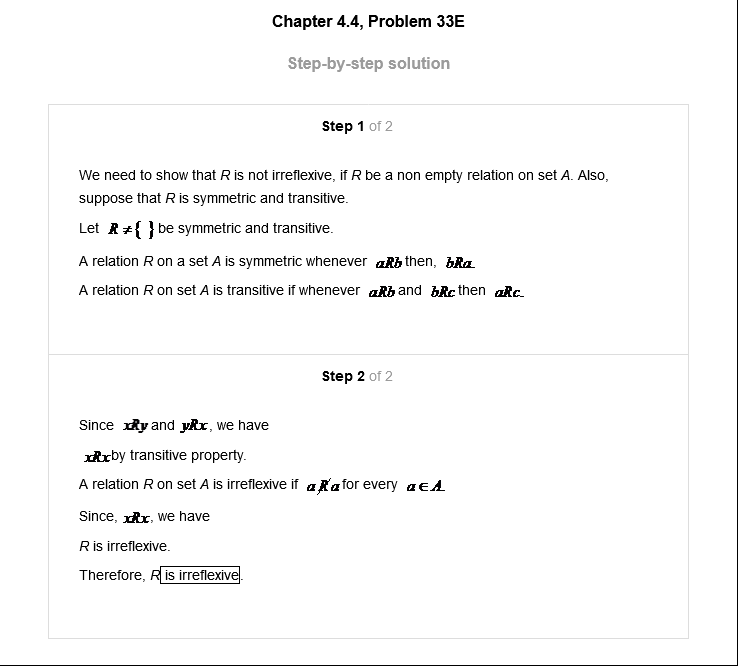 Chapter 4.4, Problem 33E
Step-by-step solution
Step 1 of 2
We need to show that R is not irreflexive, if R be a non empty relation on set A. Also,
suppose that R is symmetric and transitive.
Let R ≠ { } be symmetric and transitive.
A relation R on a set A is symmetric whenever aRb then, bRa.
A relation R on set A is transitive if whenever aRb and bRc then aRc.
Step 2 of 2
Since xRy and yRx, we have
xRx by transitive property.
A relation R on set A is irreflexive if a R̸ a for every a ∈ A.
Since, xRx, we have
R is irreflexive.
Therefore, R is irreflexive.